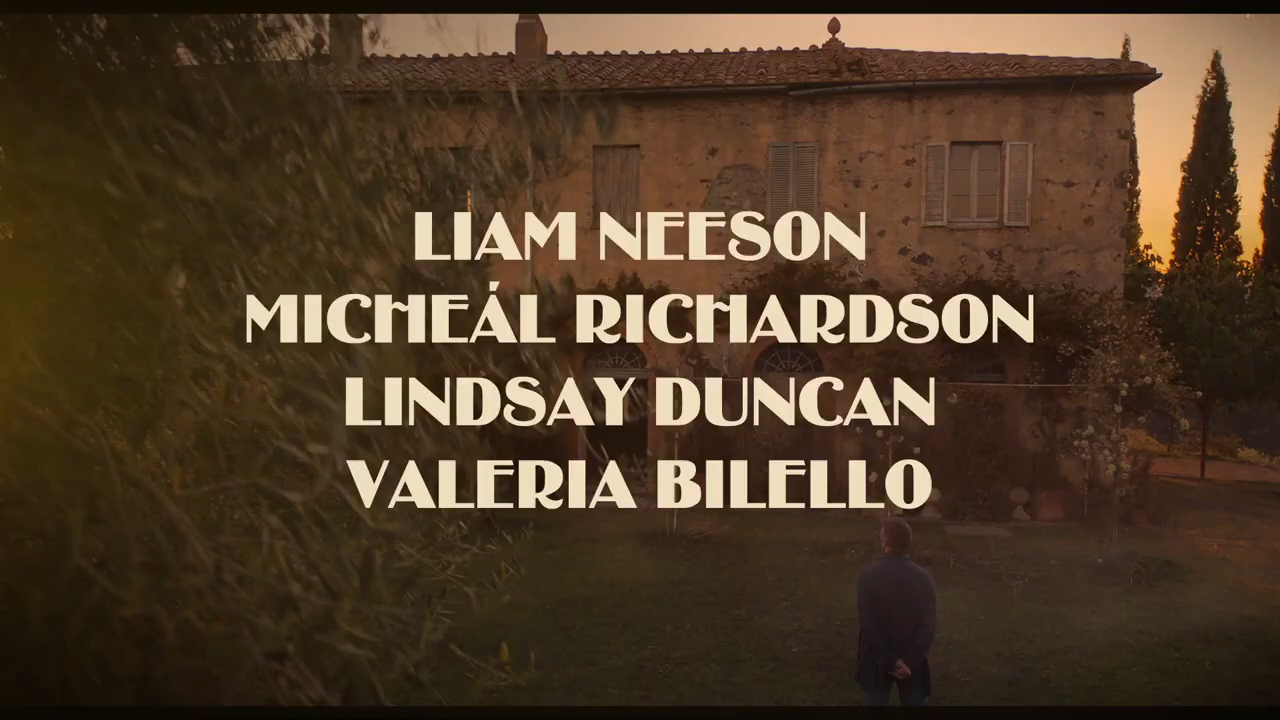 LIAM NEESON
MICHEÁL RICHARDSON
LINDSAY DUNCAN
VALERIA BILELLO